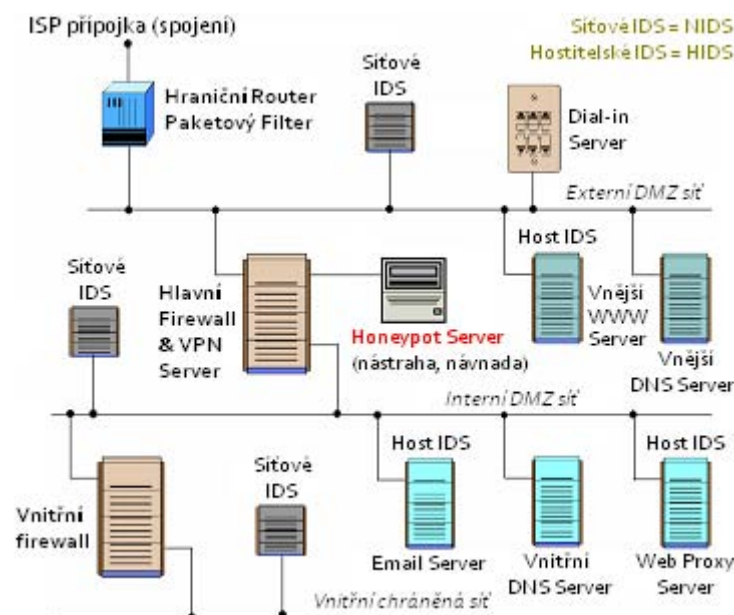 ISP přípojka (spojení)
Síťové IDS = NIDS
Hostitelské IDS = HIDS
Hraniční Router
Paketový Filter
Síťové
IDS
Dial-in
Server
Externí DMZ síť
Síťové
IDS
Hlavní
Firewall
& VPN
Server
Honeypot Server
(nástraha, návnada)
Host IDS
Vnější
WWW
Server
Vnější
DNS Server
Interní DMZ síť
Vnitřní
firewall
Síťové
IDS
Host IDS
Email Server
Vnitřní
DNS Server
Host IDS
Web Proxy
Server
Vnitřní chráněná síť